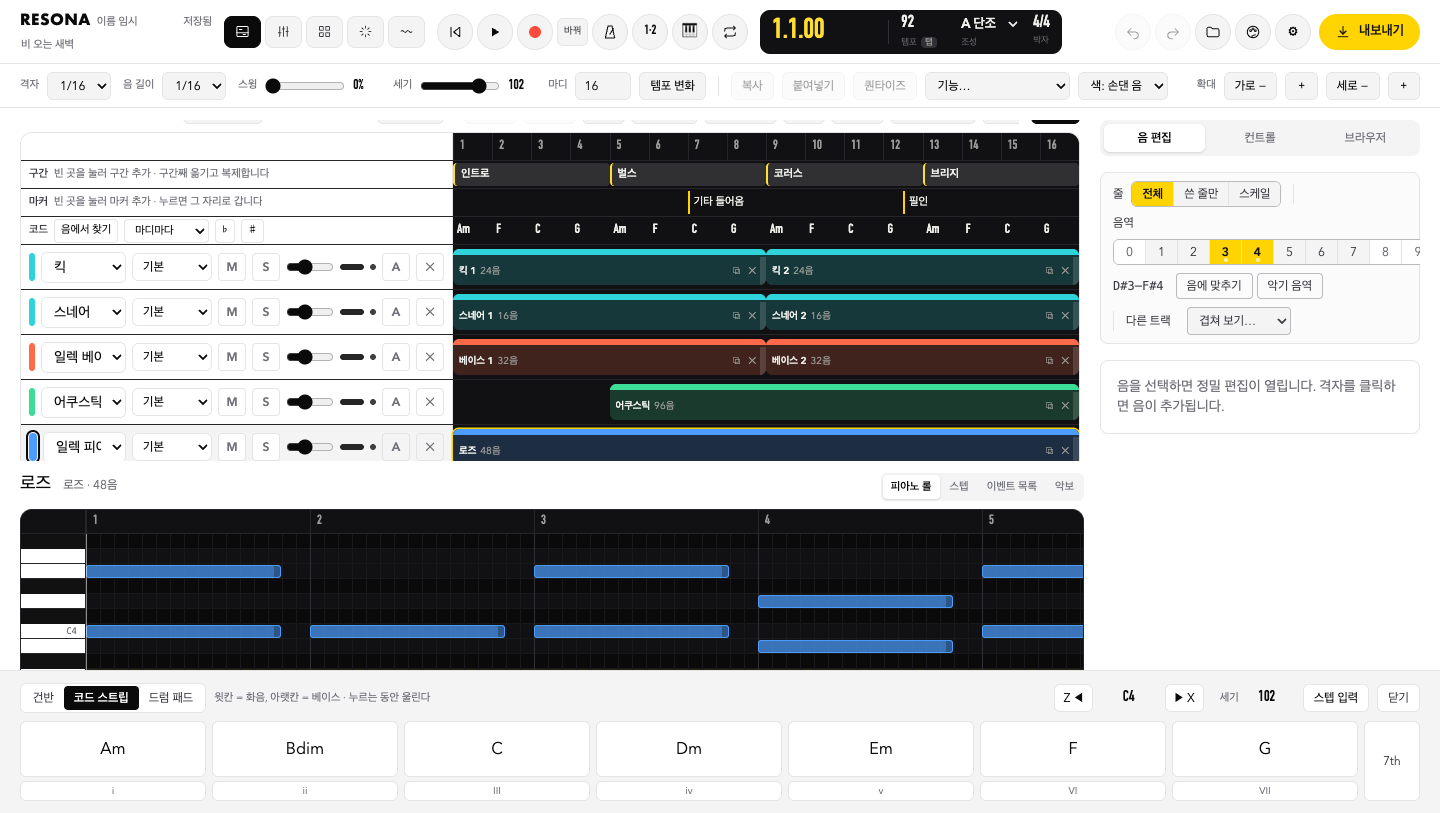 RESONA 이름 임시
비 오는 새벽
저장됨
바꿔
1·2
1.1.00
92
템포 탭
A 단조
조성
4/4
박자
내보내기
격자 1/16 음 길이 1/16 스윙 0% 세기 102 마디 16 템포 변화 복사 붙여넣기 퀀타이즈 기능… 색: 손댄 음 확대 가로 − + 세로 − +
1 2 3 4 5 6 7 8 9 10 11 12 13 14 15 16
구간 빈 곳을 눌러 구간 추가 · 구간째 옮기고 복제합니다
인트로 벌스 코러스 브리지
마커 빈 곳을 눌러 마커 추가 · 누르면 그 자리로 갑니다
기타 들어옴 필인
코드 음에서 찾기 마디마다 ♭ #
Am F C G Am F C G Am F C G Am F C G
킥 기본 M S A ×
킥 1 24음 킥 2 24음
스네어 기본 M S A ×
스네어 1 16음 스네어 2 16음
일렉 베이 기본 M S A ×
베이스 1 32음 베이스 2 32음
어쿠스틱 기본 M S A ×
어쿠스틱 96음
일렉 피아 기본 M S A ×
로즈 48음
음 편집 컨트롤 브라우저
줄 전체 쓴 줄만 스케일
음역
0 1 2 3 4 5 6 7 8 9
D#3–F#4 음에 맞추기 악기 음역
다른 트랙 겹쳐 보기…
음을 선택하면 정밀 편집이 열립니다. 격자를 클릭하
면 음이 추가됩니다.
로즈 로즈 · 48음
피아노 롤 스텝 이벤트 목록 악보
1 2 3 4 5
C4
건반 코드 스트립 드럼 패드 윗칸 = 화음, 아랫칸 = 베이스 · 누르는 동안 울린다
Z ◀ C4 ▶ X 세기 102 스텝 입력 닫기
Am Bdim C Dm Em F G
7th
i ii III iv v VI VII